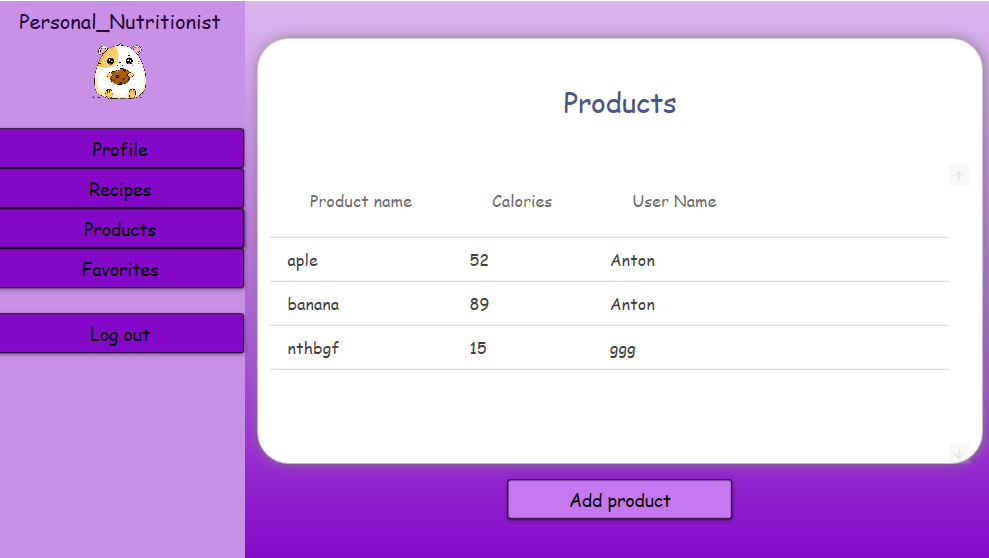 Personal_Nutritionist
Profile
Recipes
Products
Favorites
Log out
Products
Product name Calories User Name
aple 52 Anton
banana 89 Anton
nthbgf 15 ggg
Add product